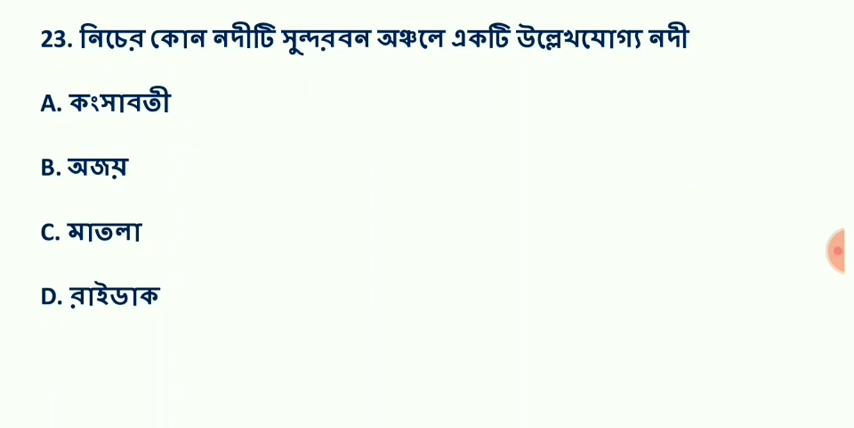 23. নিচের কোন নদীটি সুন্দরবন অঞ্চলে একটি উল্লেখযোগ্য নদী
A. কংসাবতী
B. অজয়
C. মাতলা
D. রাইডাক